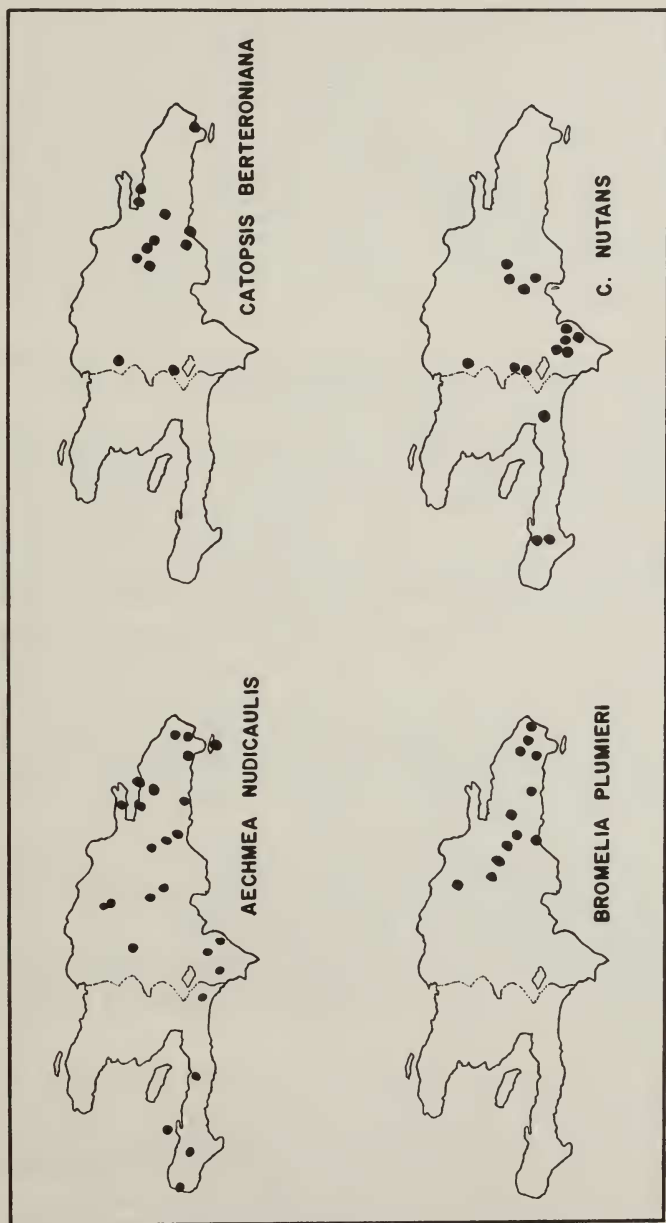 AECHMEA NUDICAULIS
CATOPSIS BERTERONIANA
BROMELIA PLUMIERI
C. NUTANS